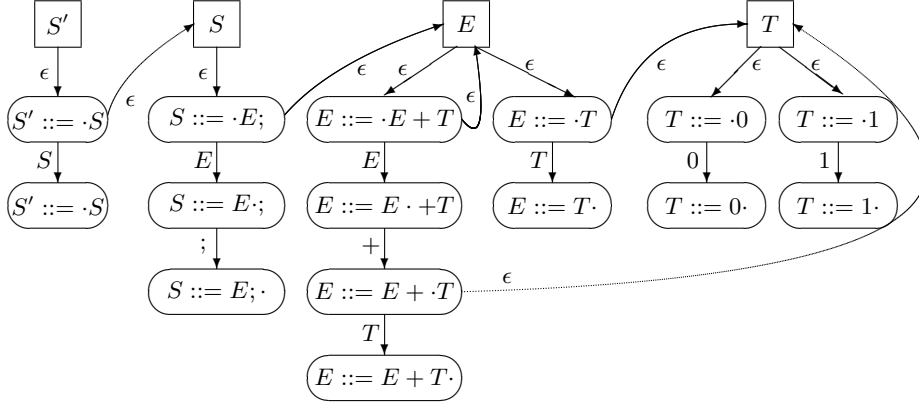 S′ S E T
ϵ ϵ ϵ ϵ ϵ ϵ ϵ ϵ ϵ ϵ ϵ
S′ ::= ·S S ::= ·E; E ::= ·E + T E ::= ·T T ::= ·0 T ::= ·1
S E E T 0 1
S′ ::= ·S S ::= E·; E ::= E · +T E ::= T· T ::= 0· T ::= 1·
; +
S ::= E; · E ::= E + ·T ϵ
T
E ::= E + T·